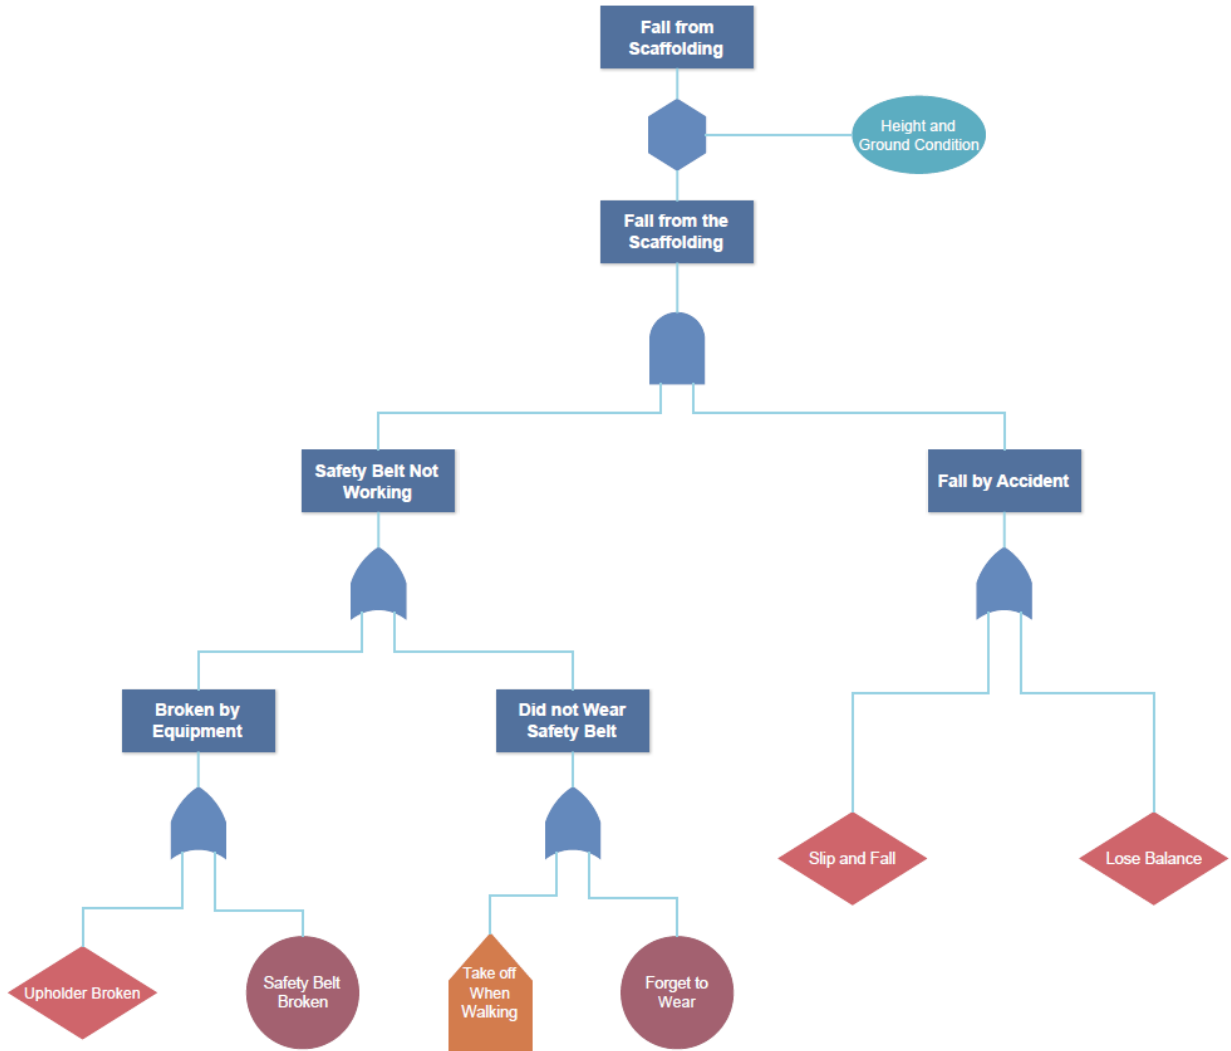 Fall from
Scaffolding
Height and
Ground Condition
Fall from the
Scaffolding
Safety Belt Not
Working
Fall by Accident
Broken by
Equipment
Did not Wear
Safety Belt
Slip and Fall
Lose Balance
Upholder Broken
Safety Belt
Broken
Take off
When
Walking
Forget to
Wear